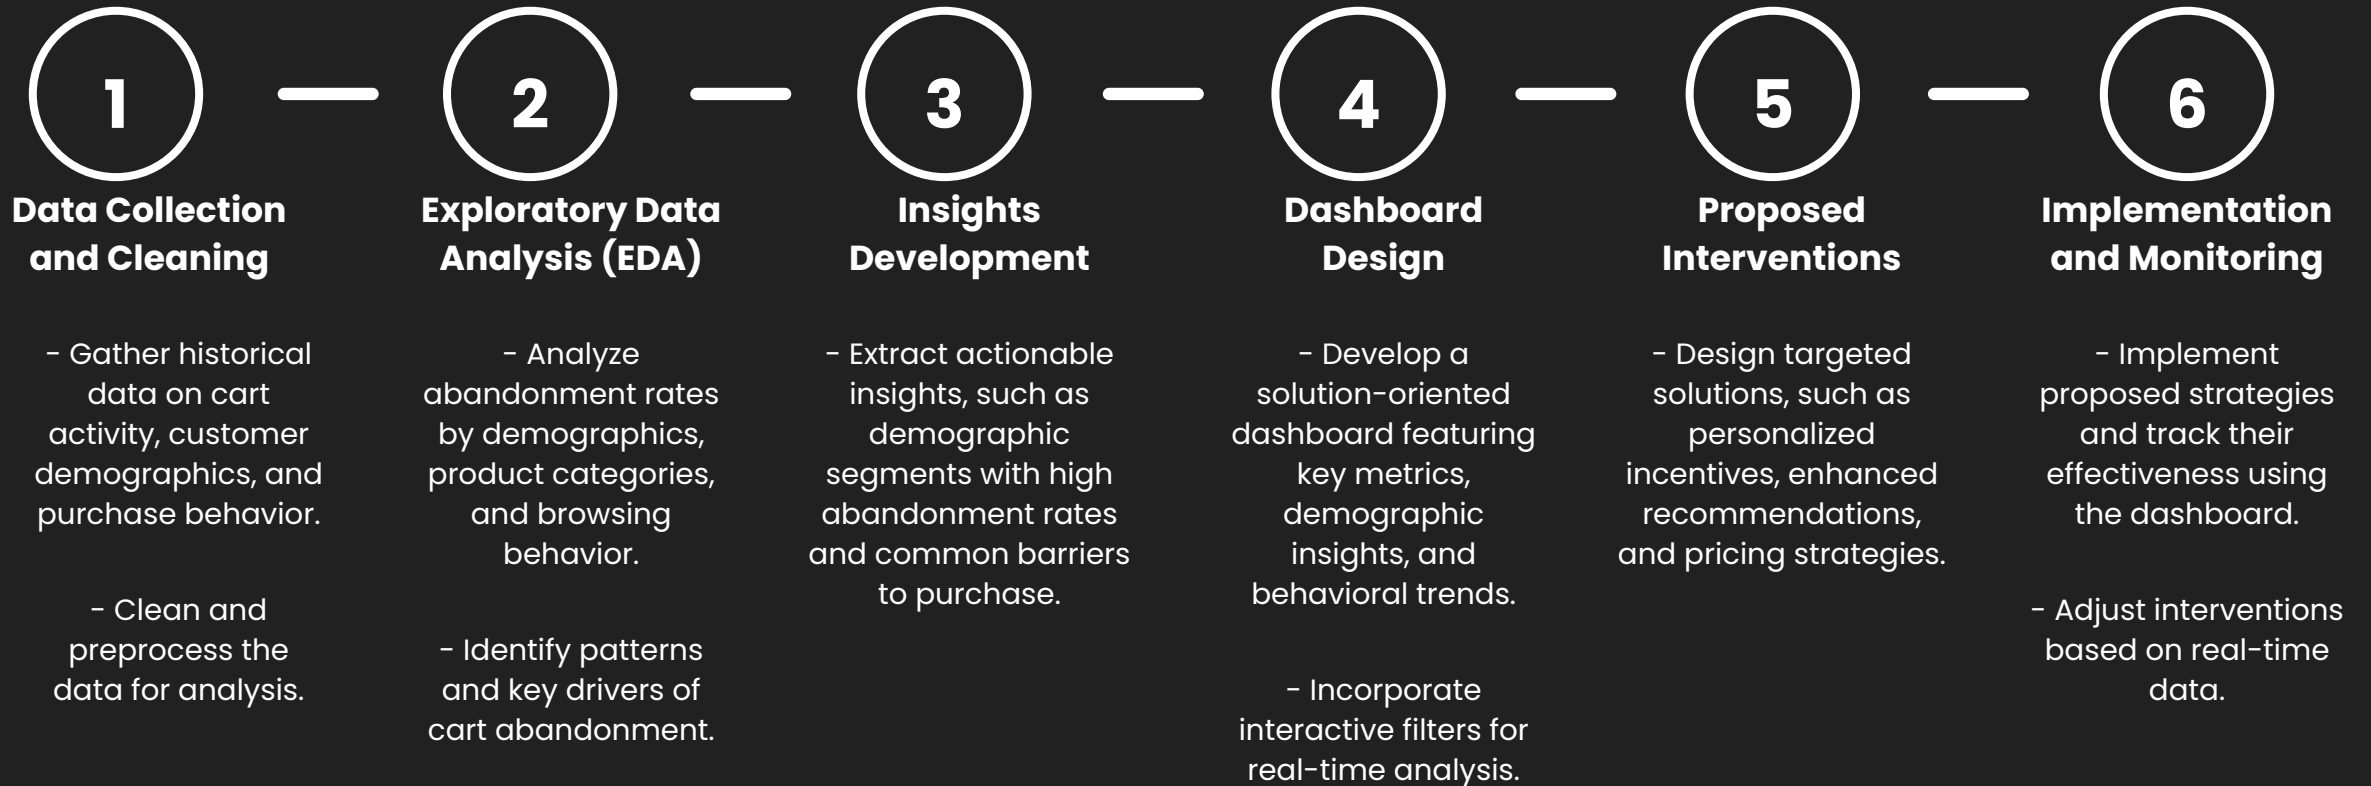 1
Data Collection
and Cleaning
- Gather historical
data on cart
activity, customer
demographics, and
purchase behavior.
- Clean and
preprocess the
data for analysis.
2
Exploratory Data
Analysis (EDA)
- Analyze
abandonment rates
by demographics,
product categories,
and browsing
behavior.
- Identify patterns
and key drivers of
cart abandonment.
3
Insights
Development
- Extract actionable
insights, such as
demographic
segments with high
abandonment rates
and common barriers
to purchase.
4
Dashboard
Design
- Develop a
solution-oriented
dashboard featuring
key metrics,
demographic
insights, and
behavioral trends.
- Incorporate
interactive filters for
real-time analysis.
5
Proposed
Interventions
- Design targeted
solutions, such as
personalized
incentives, enhanced
recommendations,
and pricing strategies.
6
Implementation
and Monitoring
- Implement
proposed strategies
and track their
effectiveness using
the dashboard.
- Adjust interventions
based on real-time
data.